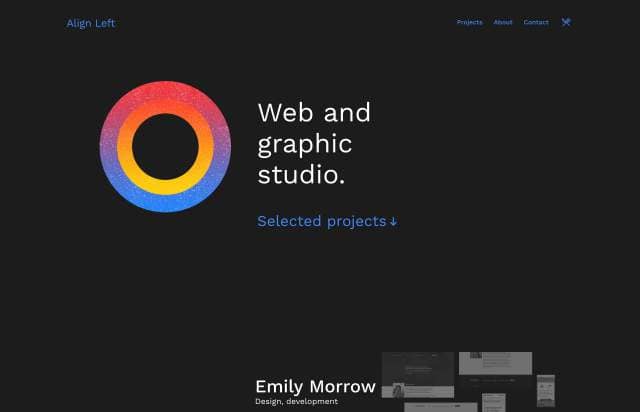 Align Left
Projects About Contact
Web and
graphic
studio.
Selected projects↓
Emily Morrow
Design, development